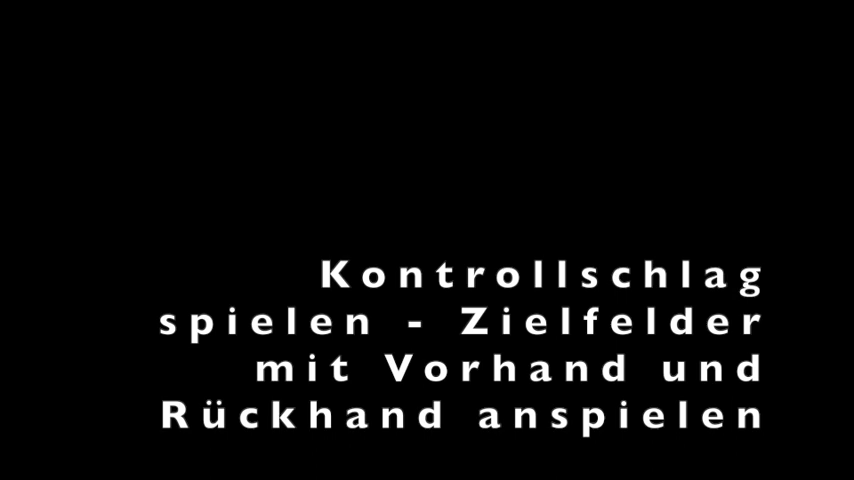 Kontrollschlag
spielen - Zielfelder
mit Vorhand und
Rückhand anspielen